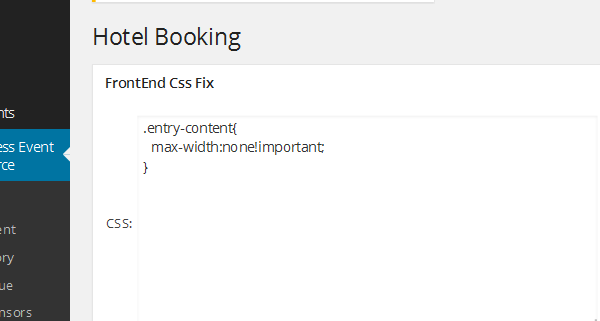 Hotel Booking
FrontEnd Css Fix
.entry-content{
max-width:none!important;
}
CSS:
nts
ess Event
rce
ent
ory
ue
nsors